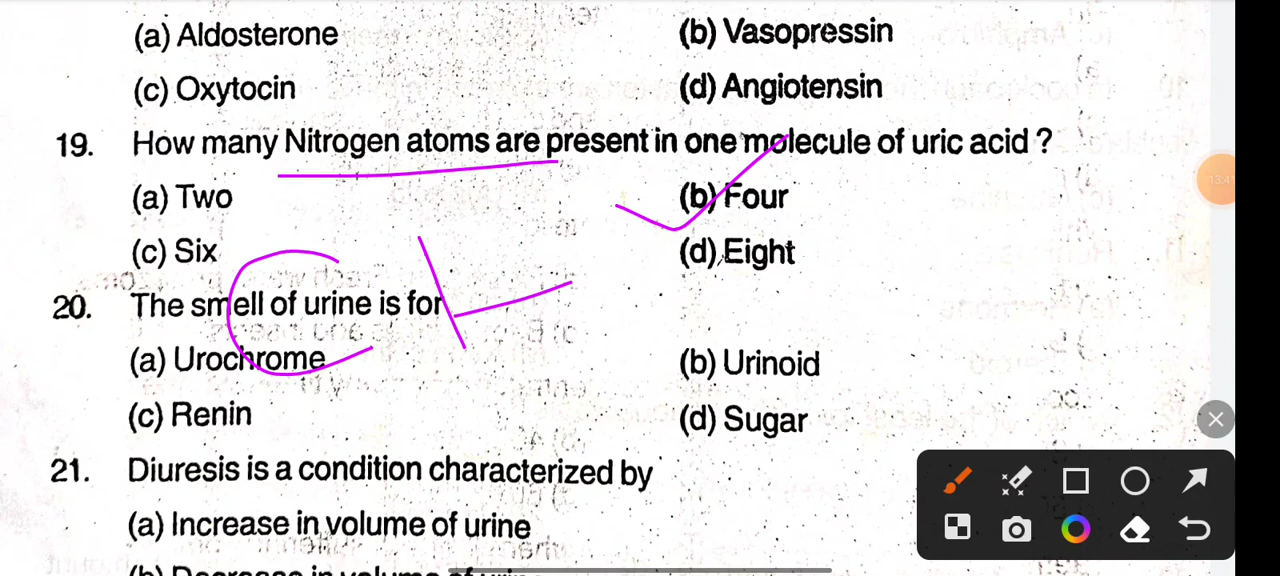 (a) Aldosterone (b) Vasopressin
(c) Oxytocin (d) Angiotensin
19. How many Nitrogen atoms are present in one molecule of uric acid ?
(a) Two (b) Four
(c) Six (d) Eight
20. The smell of urine is for
(a) Urochrome (b) Urinoid
(c) Renin (d) Sugar
21. Diuresis is a condition characterized by
(a) Increase in volume of urine
13:41